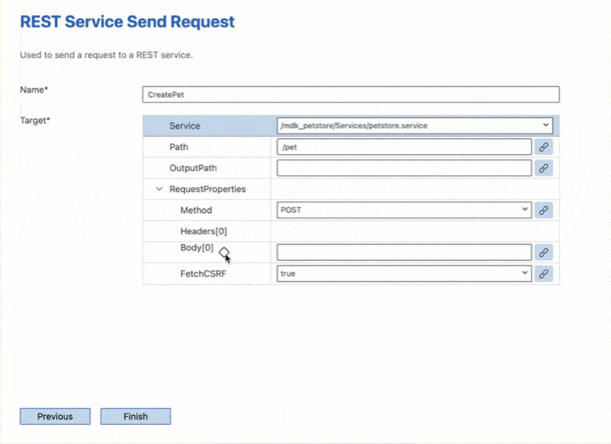 REST Service Send Request
Used to send a request to a REST service.
Name*
CreatePet
Target*
Service
/mdk_petstore/Services/petstore.service
Path
/pet
OutputPath
RequestProperties
Method
POST
Headers[0]
Body[0]
FetchCSRF
true
Previous
Finish